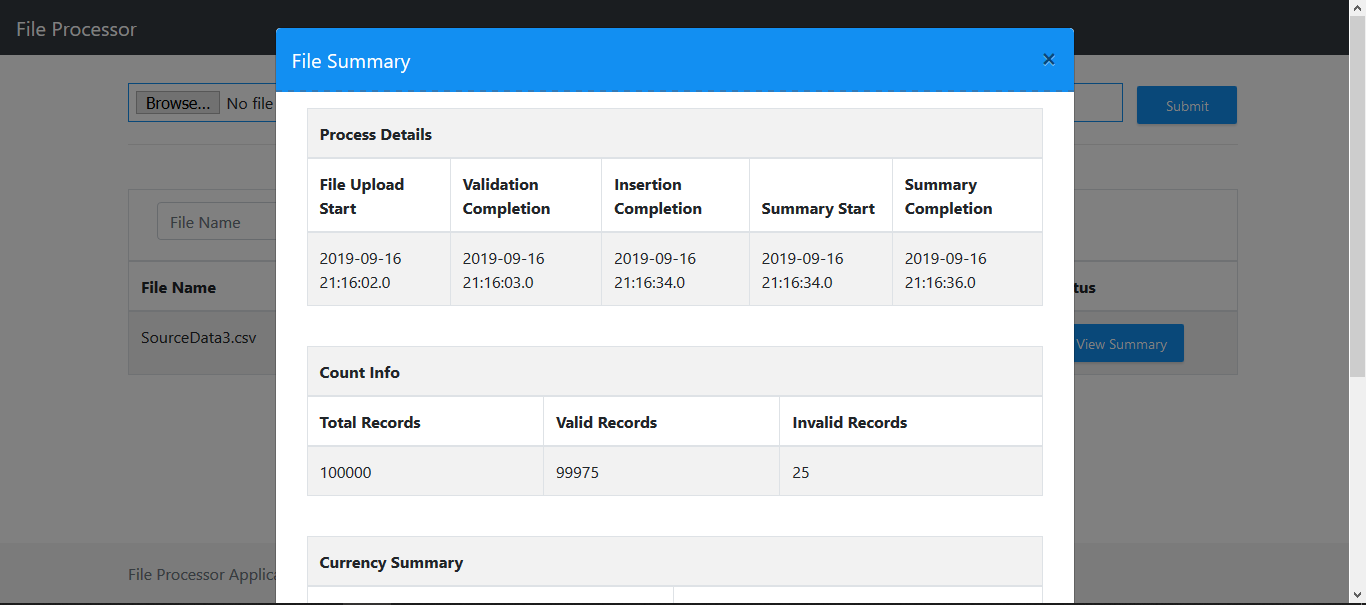 File Processor
File Summary
×
Browse... No file
Submit
Process Details
File Upload Start
Validation Completion
Insertion Completion
Summary Start
Summary Completion
2019-09-16 21:16:02.0
2019-09-16 21:16:03.0
2019-09-16 21:16:34.0
2019-09-16 21:16:34.0
2019-09-16 21:16:36.0
File Name
File Name
tus
SourceData3.csv
View Summary
Count Info
Total Records
Valid Records
Invalid Records
100000
99975
25
Currency Summary
File Processor Applica